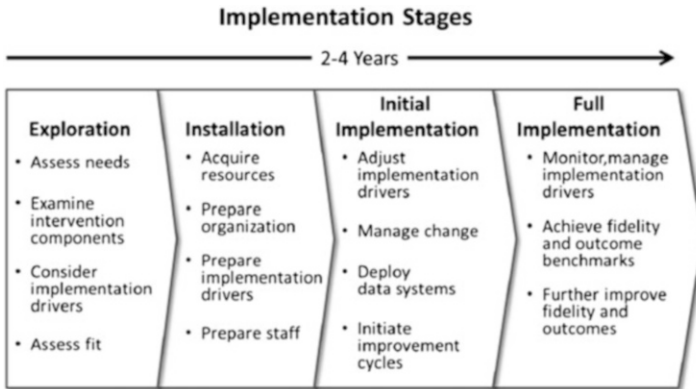 Implementation Stages
2-4 Years
Exploration
• Assess needs
• Examine
intervention
components
• Consider
implementation
drivers
• Assess fit
Installation
• Acquire
resources
• Prepare
organization
• Prepare
implementation
drivers
• Prepare staff
Initial
Implementation
• Adjust
implementation
drivers
• Manage change
• Deploy
data systems
• Initiate
improvement
cycles
Full
Implementation
• Monitor,manage
implementation
drivers
• Achieve fidelity
and outcome
benchmarks
• Further improve
fidelity and
outcomes